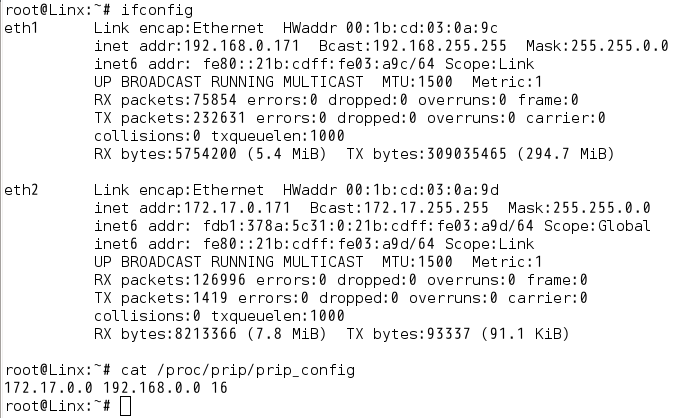 root@Linx:~# ifconfig
eth1 Link encap:Ethernet HWaddr 00:1b:cd:03:0a:9c
inet addr:192.168.0.171 Bcast:192.168.255.255 Mask:255.255.0.0
inet6 addr: fe80::21b:cdff:fe03:a9c/64 Scope:Link
UP BROADCAST RUNNING MULTICAST MTU:1500 Metric:1
RX packets:75854 errors:0 dropped:0 overruns:0 frame:0
TX packets:232631 errors:0 dropped:0 overruns:0 carrier:0
collisions:0 txqueuelen:1000
RX bytes:5754200 (5.4 MiB) TX bytes:309035465 (294.7 MiB)
eth2 Link encap:Ethernet HWaddr 00:1b:cd:03:0a:9d
inet addr:172.17.0.171 Bcast:172.17.255.255 Mask:255.255.0.0
inet6 addr: fdb1:378a:5c31:0:21b:cdff:fe03:a9d/64 Scope:Global
inet6 addr: fe80::21b:cdff:fe03:a9d/64 Scope:Link
UP BROADCAST RUNNING MULTICAST MTU:1500 Metric:1
RX packets:126996 errors:0 dropped:0 overruns:0 frame:0
TX packets:1419 errors:0 dropped:0 overruns:0 carrier:0
collisions:0 txqueuelen:1000
RX bytes:8213366 (7.8 MiB) TX bytes:93337 (91.1 KiB)
root@Linx:~# cat /proc/prip/prip_config
172.17.0.0 192.168.0.0 16
root@Linx:~#